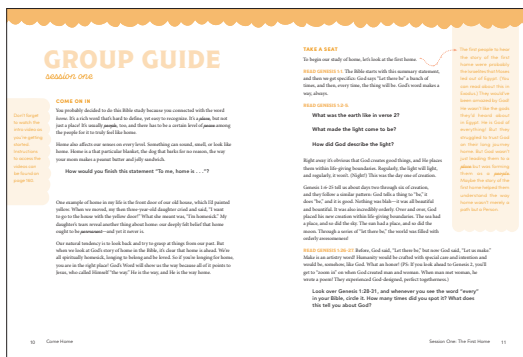 GROUP GUIDE
session one
Don't forget
to watch the
intro video as
you're getting
started.
Instructions
to access the
videos can
be found on
page 150.
COME ON IN
You probably decided to do this Bible study because you connected with the word
home. It's a rich word that's hard to define, yet easy to recognize. It's a place, but not
just a place! It's usually people, too, and there has to be a certain level of peace among
the people for it to truly feel like home.
Home also affects our senses on every level. Something can sound, smell, or look like
home. Home is that particular blanket, the dog that barks for no reason, the way
your mom makes a peanut butter and jelly sandwich.
How would you finish this statement "To me, home is . . ."?
One example of home in my life is the front door of our old house, which I'll painted
yellow. When we moved, my then three-year-old daughter cried and said, "I want
to go to the house with the yellow door!" What she meant was, "I'm homesick." My
daughter's tears reveal another thing about home: our deeply felt belief that home
ought to be permanent—and yet it never is.
Our natural tendency is to look back and try to grasp at things from our past. But
when we look at God's story of home in the Bible, it's clear that home is ahead. We're
all spiritually homesick, longing to belong and be loved. So if you're longing for home,
you are in the right place! God's Word will show us the way because all of it points to
Jesus, who called Himself "the way." He is the way, and He is the way home.
10 Come Home
TAKE A SEAT
To begin our study of home, let's look at the first home.
READ GENESIS 1:1. The Bible starts with this summary statement,
and then we get specifics: God says "let there be" a bunch of
times, and then, every time, the thing will be. God's word makes a
way, always.
READ GENESIS 1:2-5.
What was the earth like in verse 2?
What made the light come to be?
How did God describe the light?
Right away it's obvious that God creates good things, and He places
them within life-giving boundaries. Regularly, the light will light,
and regularly, it won't. (Night!) This was the day one of creation.
Genesis 1:6-25 tell us about days two through six of creation,
and they follow a similar pattern: God tells a thing to "be," it
does "be," and it is good. Nothing was blah—it was all beautiful
and bountiful. It was also incredibly orderly. Over and over, God
placed His new creation within life-giving boundaries. The sea had
a place, and so did the sky. The sun had a place, and so did the
moon. Through a series of "let there be," the world was filled with
orderly awesomeness!
READ GENESIS 1:26-27. Before, God said, "Let there be," but now God said, "Let us make."
Make is an artistry word! Humanity would be crafted with special care and intention and
would be, somehow, like God. What an honor! (PS: If you look ahead to Genesis 2, you'll
get to "zoom in" on when God created man and woman. When man met woman, he
wrote a poem! They experienced God-designed, perfect togetherness.)
Look over Genesis 1:28-31, and whenever you see the word "every"
in your Bible, circle it. How many times did you spot it? What does
this tell you about God?
The first people to hear
the story of the first
home were probably
the Israelites that Moses
led out of Egypt. (You
can read about this in
Exodus.) They would've
been amazed by God!
He wasn't like the gods
they'd heard about
in Egypt. He is God of
everything! But they
struggled to trust God
on their long journey
home. But God wasn't
just leading them to a
place but was forming
them as a people.
Maybe the story of the
first home helped them
understand the way
home wasn't merely a
path but a Person.
Session One: The First Home 11